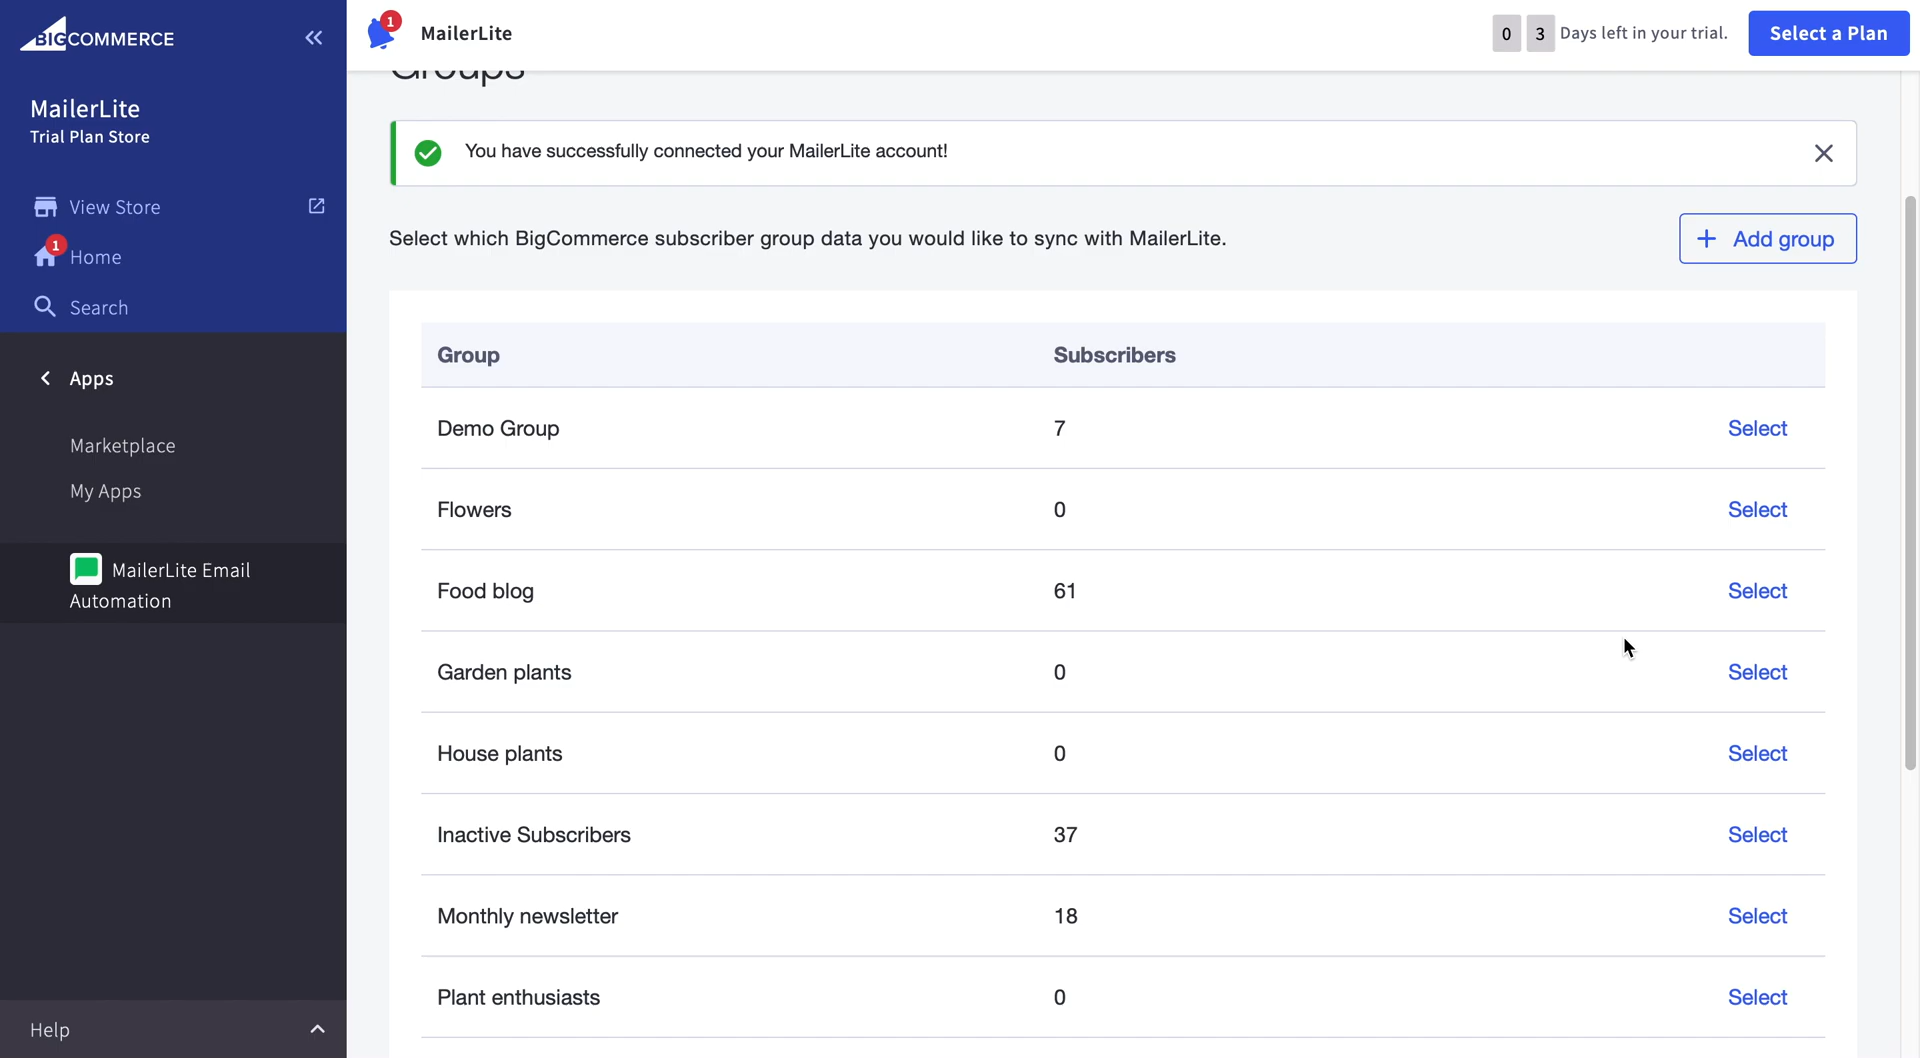 BIGCOMMERCE
MailerLite
Trial Plan Store
View Store
1
Home
Search
Apps
Marketplace
My Apps
MailerLite Email
Automation
Help
1
MailerLite
0 3 Days left in your trial.
Select a Plan
Groups
You have successfully connected your MailerLite account!
Select which BigCommerce subscriber group data you would like to sync with MailerLite.
+ Add group
Group Subscribers
Demo Group 7 Select
Flowers 0 Select
Food blog 61 Select
Garden plants 0 Select
House plants 0 Select
Inactive Subscribers 37 Select
Monthly newsletter 18 Select
Plant enthusiasts 0 Select